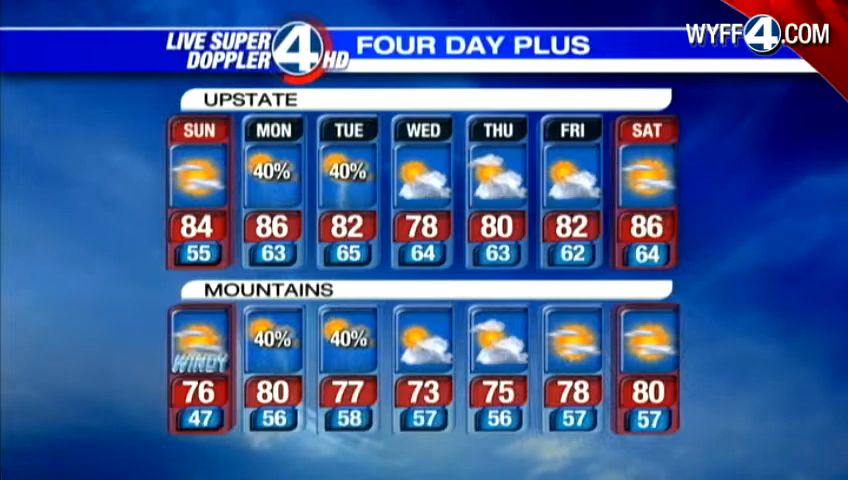 LIVE SUPER DOPPLER 4 HD FOUR DAY PLUS
WYFF4.COM
UPSTATE
SUN MON TUE WED THU FRI SAT
40% 40%
84 86 82 78 80 82 86
55 63 65 64 63 62 64
MOUNTAINS
WINDY 40% 40%
76 80 77 73 75 78 80
47 56 58 57 56 57 57